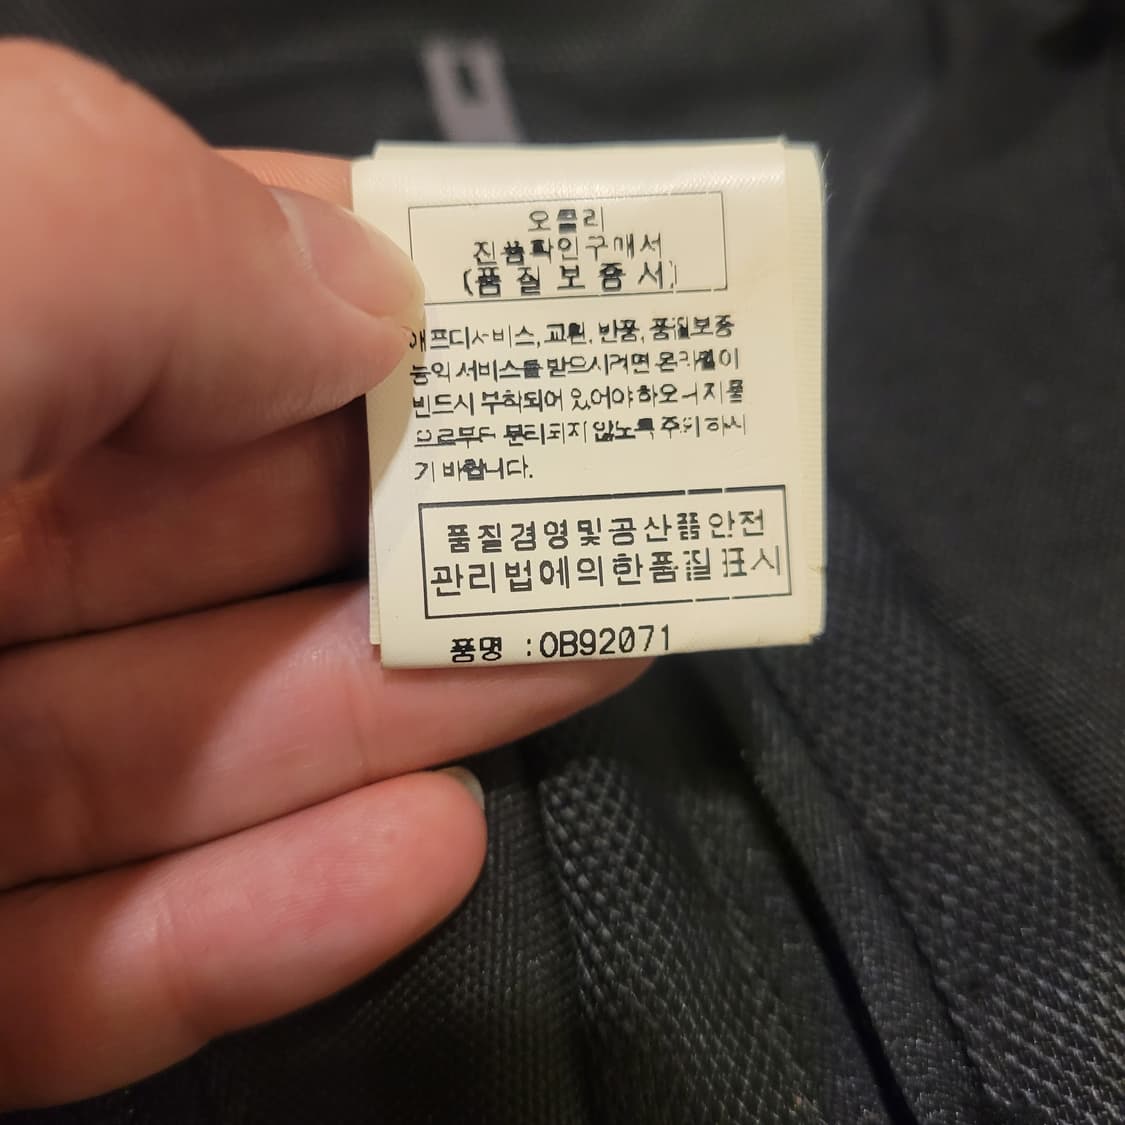 오를리
진품확인구매서
(품질보증서)
애프터서비스, 교환, 반품, 품질보증
등의 서비스를 받으시려면 본라벨이
반드시 부착되어 있어야 하오니 제품
으로부터 분리되지 않도록 주의 하시
기 바랍니다.
품질경영및공산품안전
관리법에의한품질표시
품명 :OB92071